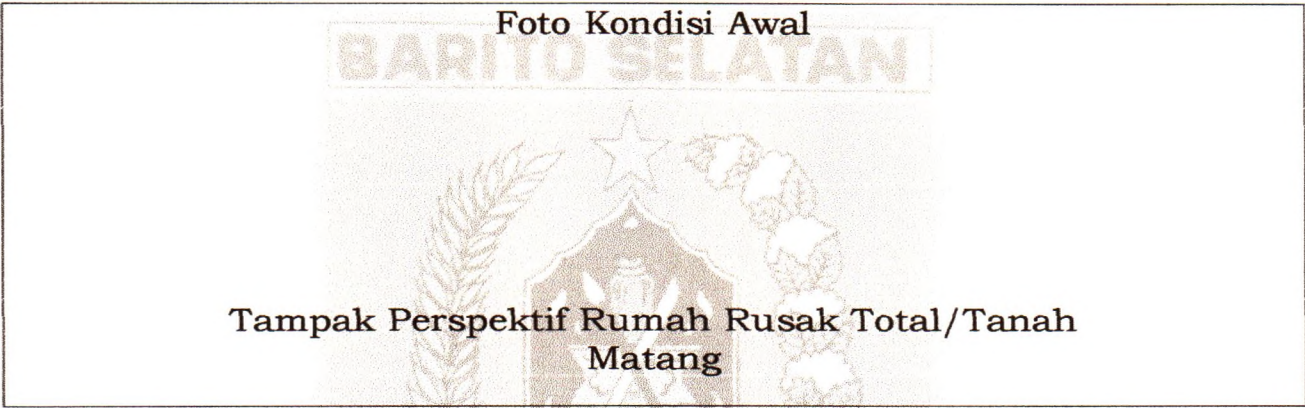 Foto Kondisi Awal
BARITO SELATAN
Tampak Perspektif Rumah Rusak Total/Tanah
Matang